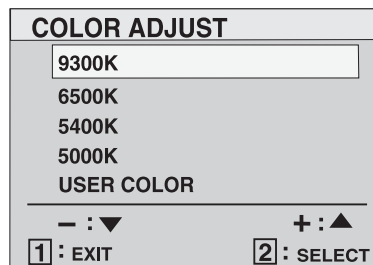 COLOR ADJUST
9300K
6500K
5400K
5000K
USER COLOR
– :▼ + :▲
1 : EXIT 2 : SELECT